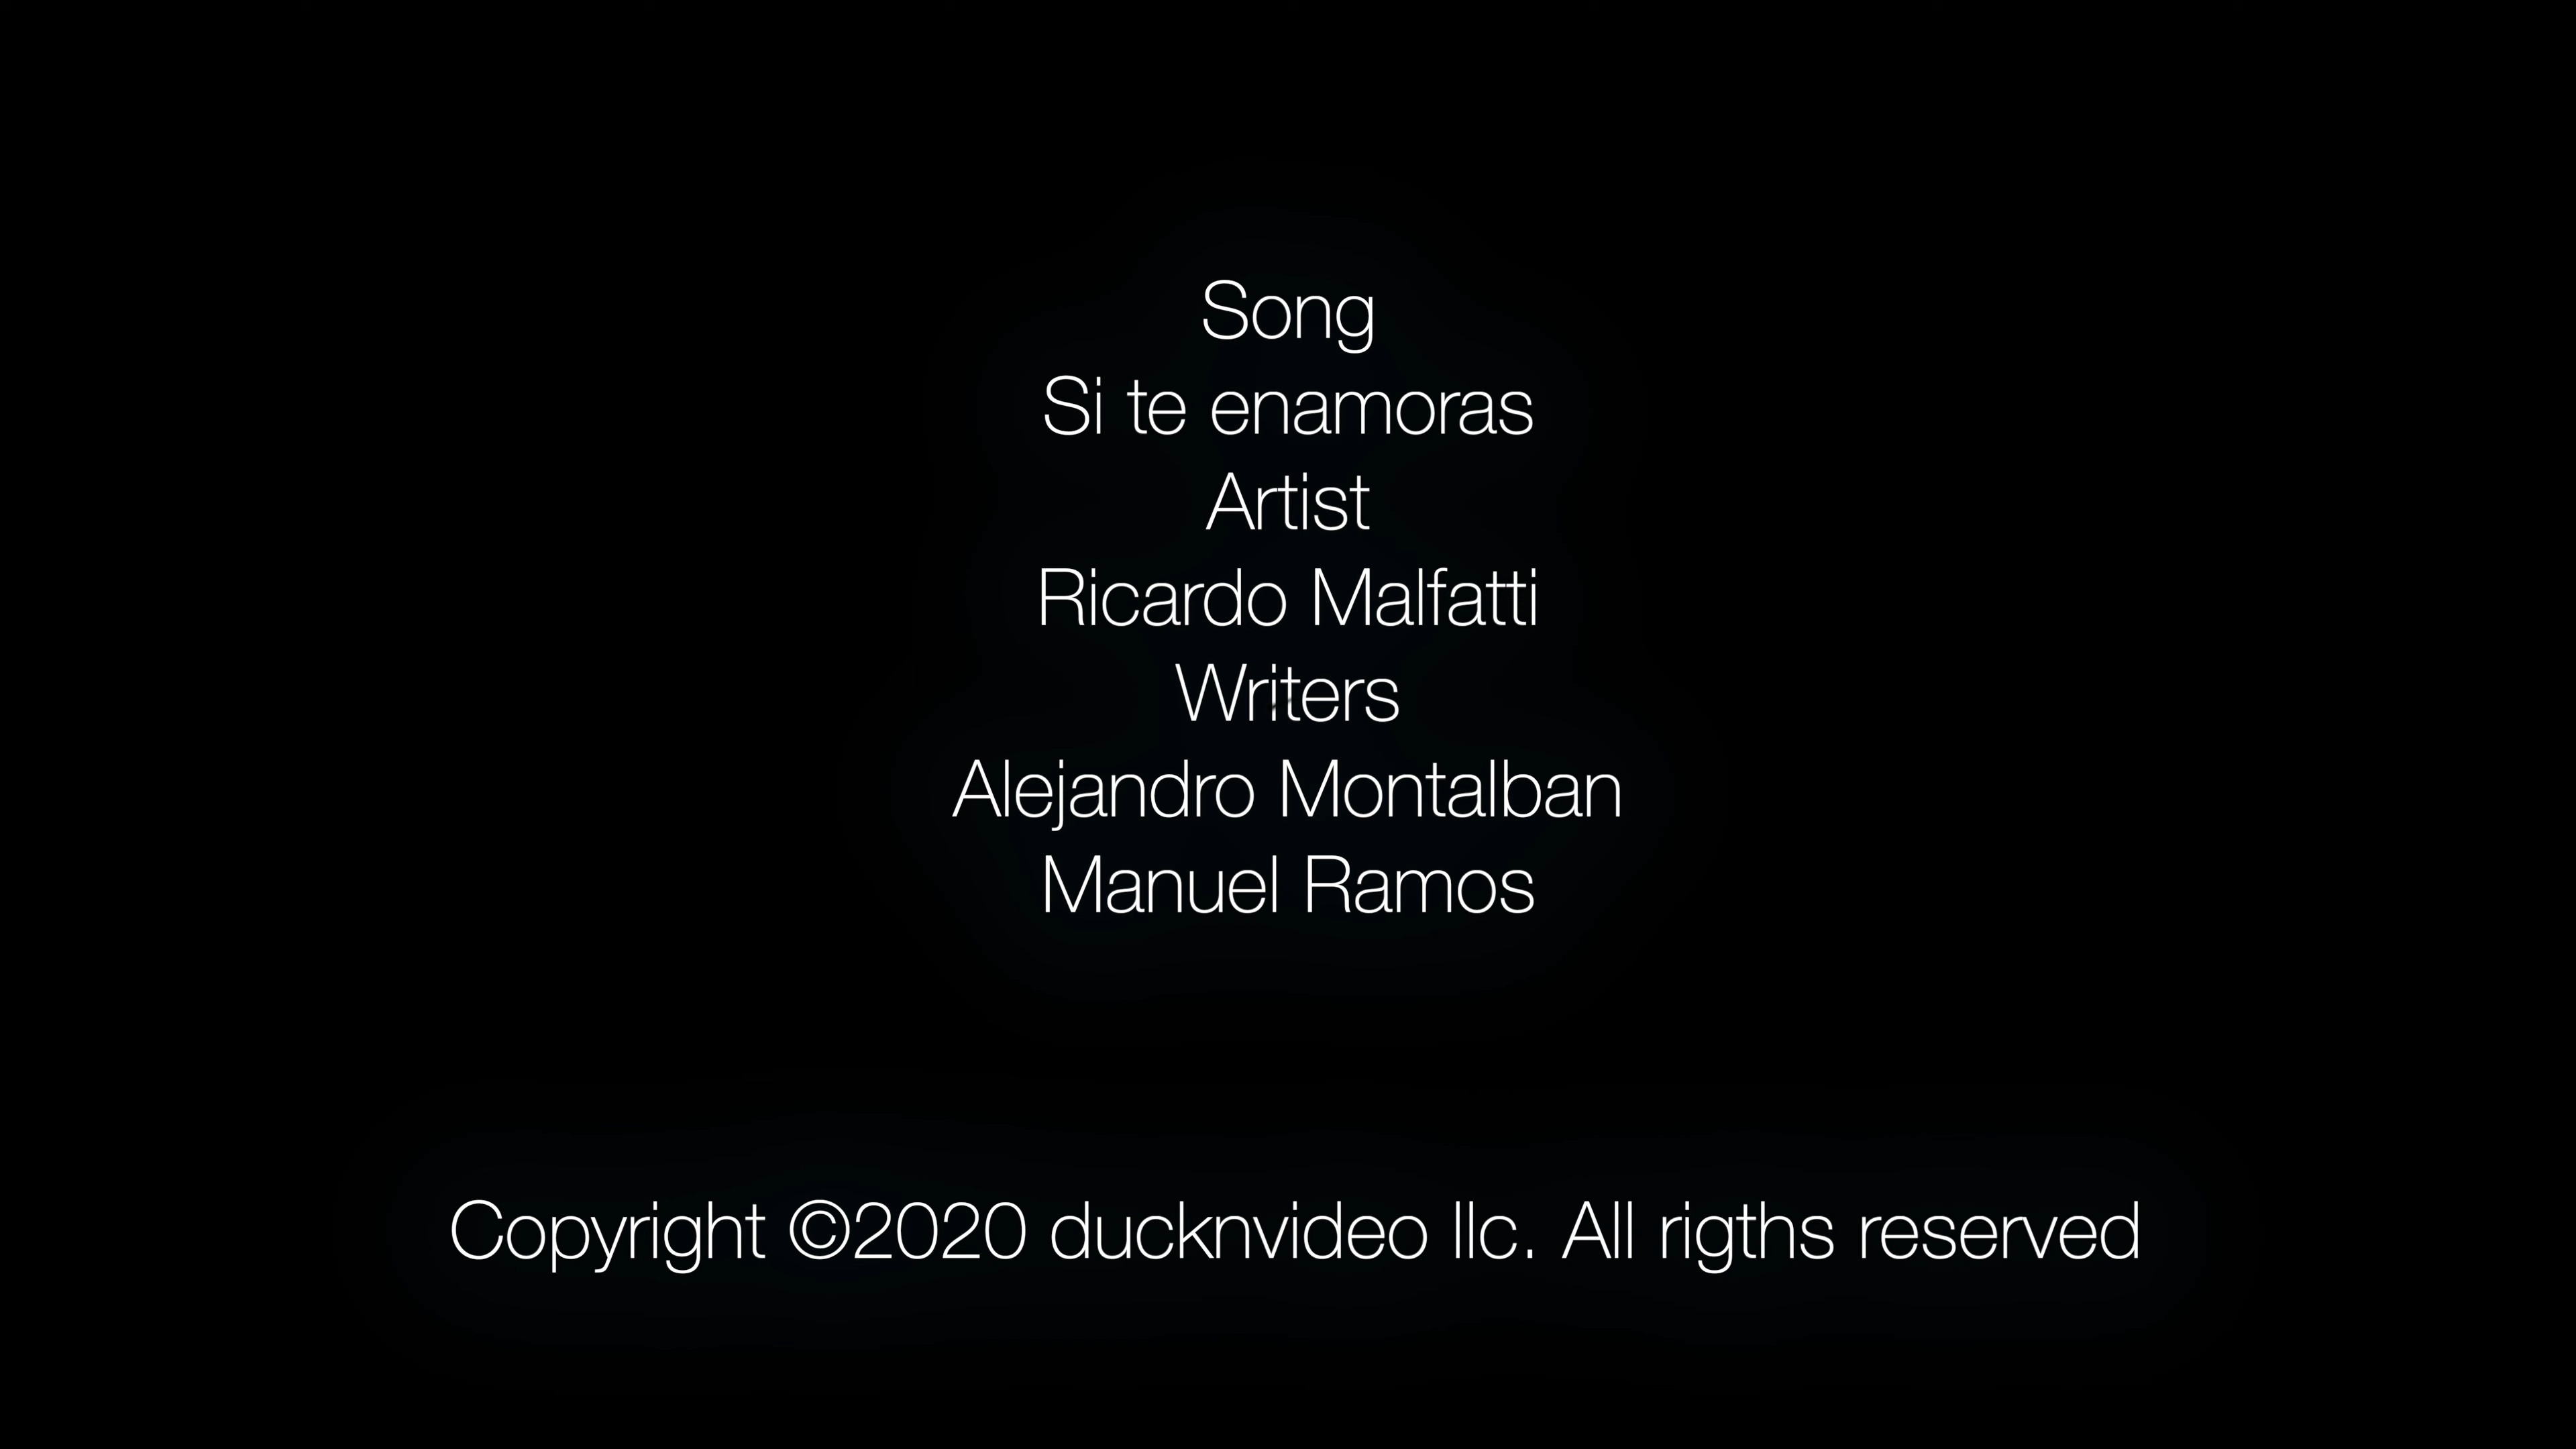 Song
Si te enamoras
Artist
Ricardo Malfatti
Writers
Alejandro Montalban
Manuel Ramos
Copyright ©2020 ducknvideo llc. All rigths reserved